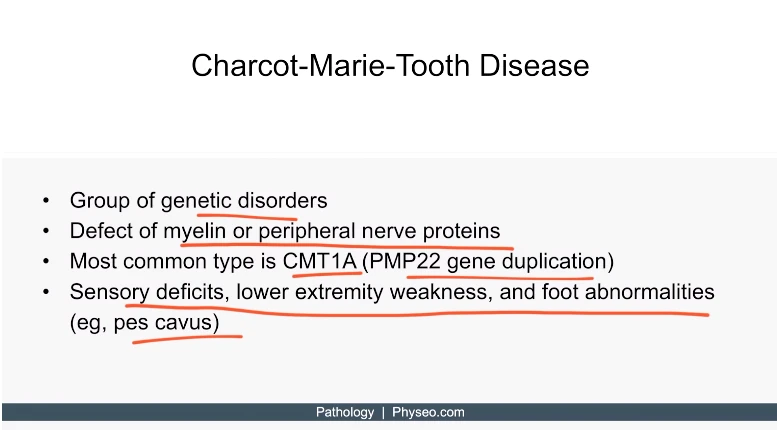 Charcot-Marie-Tooth Disease
• Group of genetic disorders
• Defect of myelin or peripheral nerve proteins
• Most common type is CMT1A (PMP22 gene duplication)
• Sensory deficits, lower extremity weakness, and foot abnormalities
(eg, pes cavus)
Pathology | Physeo.com